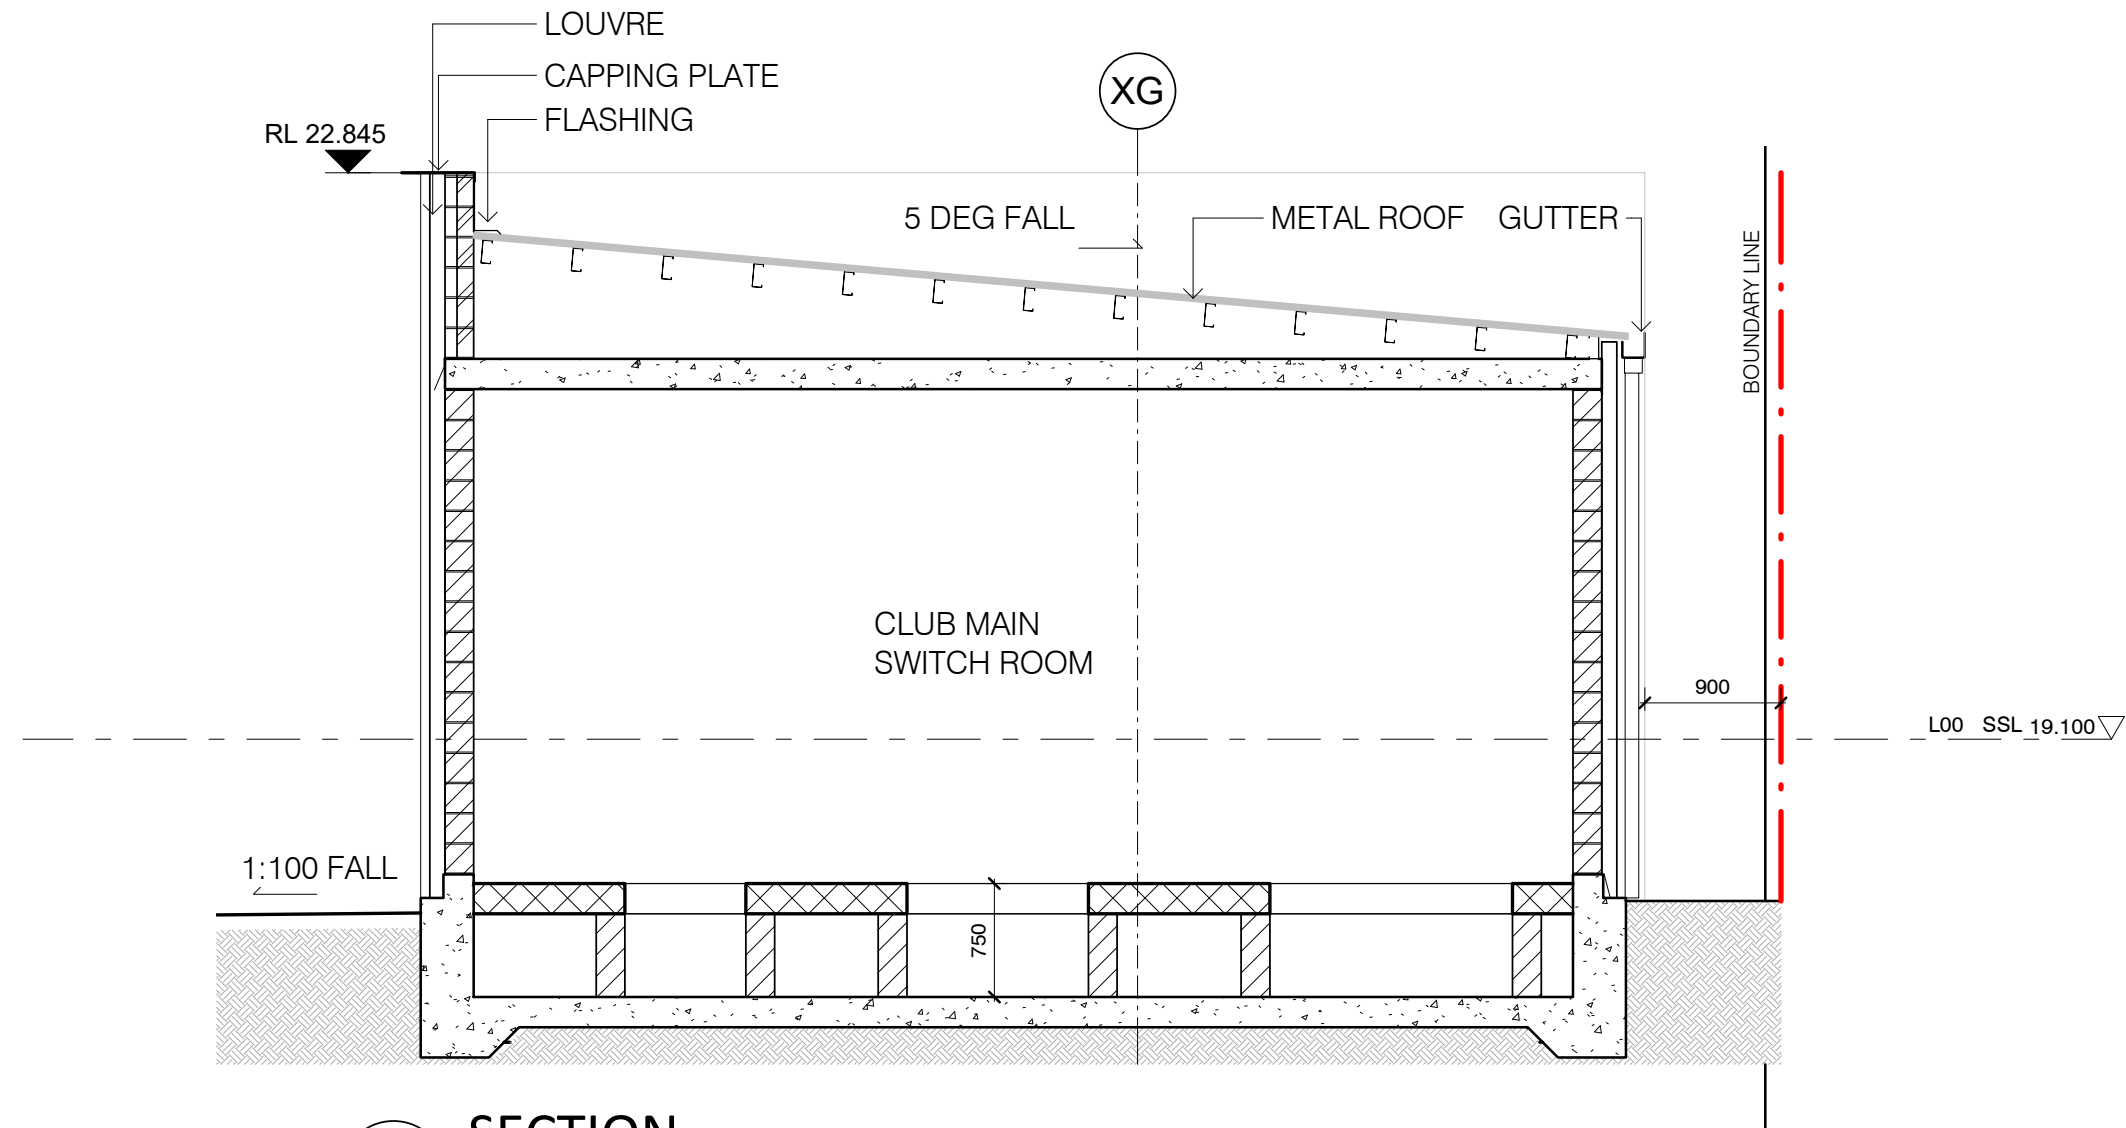 LOUVRE
CAPPING PLATE
XG
FLASHING
RL 22.845
5 DEG FALL
METAL ROOF
GUTTER
BOUNDARY LINE
CLUB MAIN
SWITCH ROOM
900
L00 SSL 19.100
1:100 FALL
750
SECTION